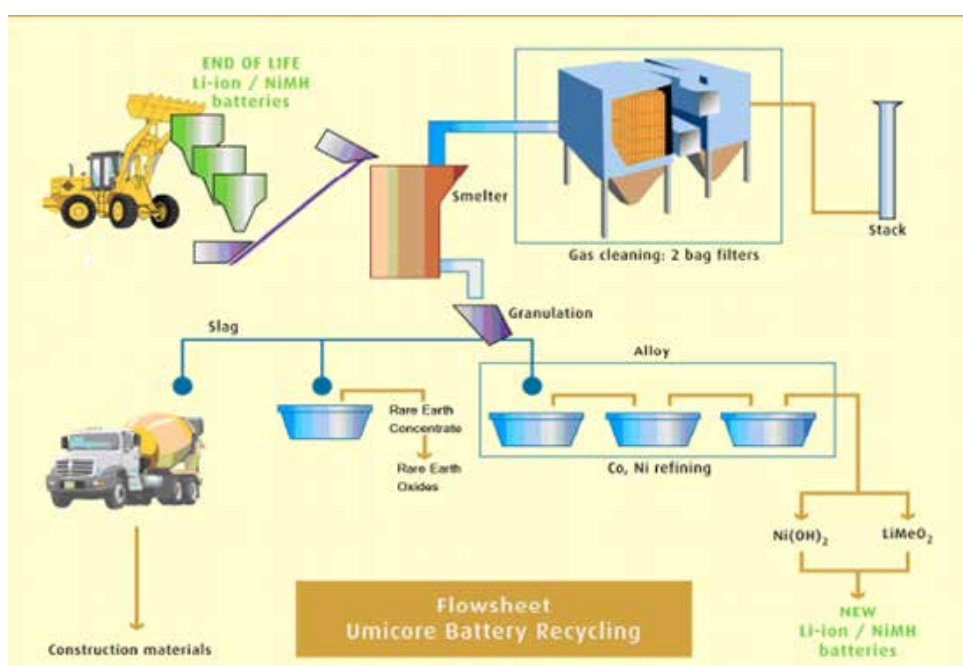 END OF LIFE
Li-ion / NiMH
batteries
Smelter
Gas cleaning: 2 bag filters
Stack
Granulation
Slag
Alloy
Rare Earth
Concentrate
Rare Earth
Oxides
Co, Ni refining
Ni(OH)₂
LiMeO₂
NEW
Li-ion / NiMH
batteries
Flowsheet
Umicore Battery Recycling
Construction materials